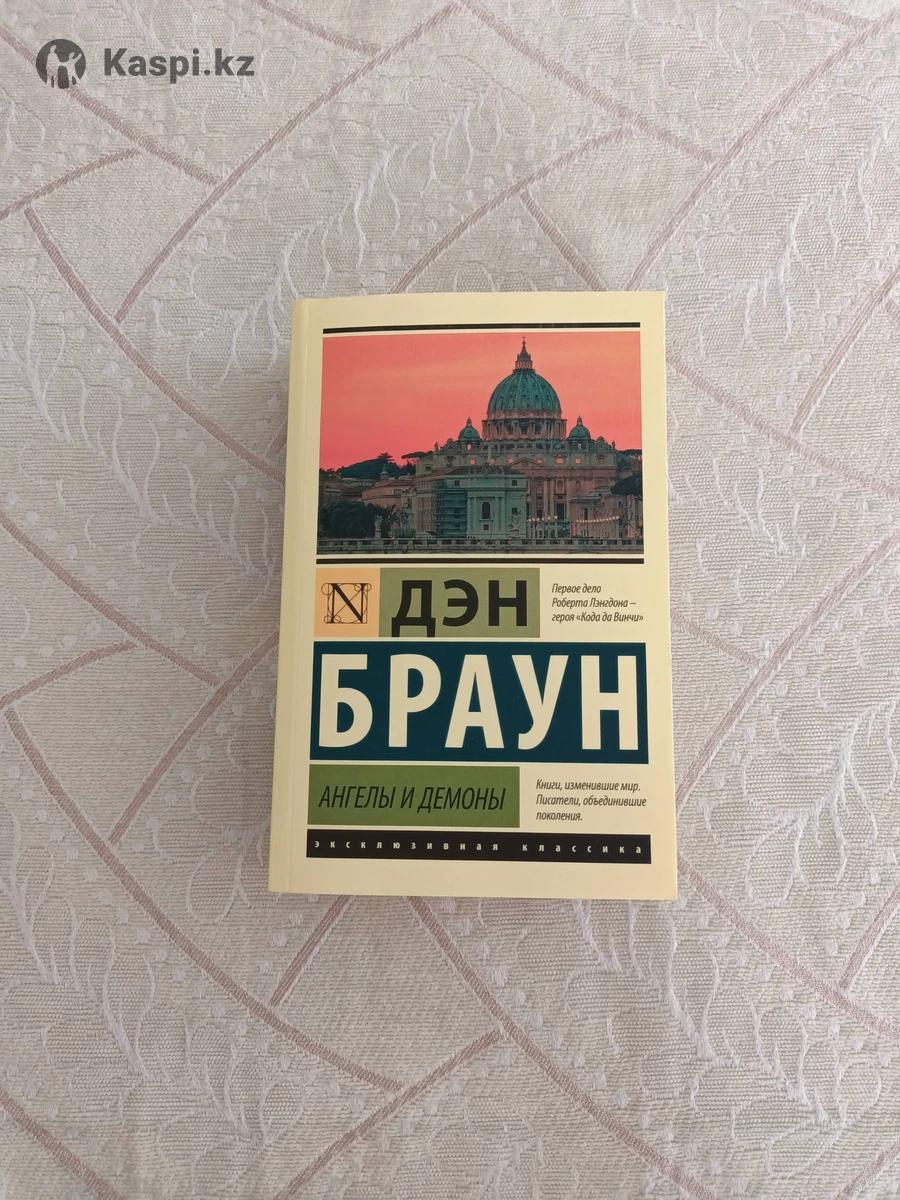 Kaspi.kz
N ДЭН
Первое дело
Роберта Лэнгдона –
героя «Кода да Винчи»
БРАУН
АНГЕЛЫ И ДЕМОНЫ
Книги, изменившие мир.
Писатели, объединившие
поколения.
эксклюзивная классика